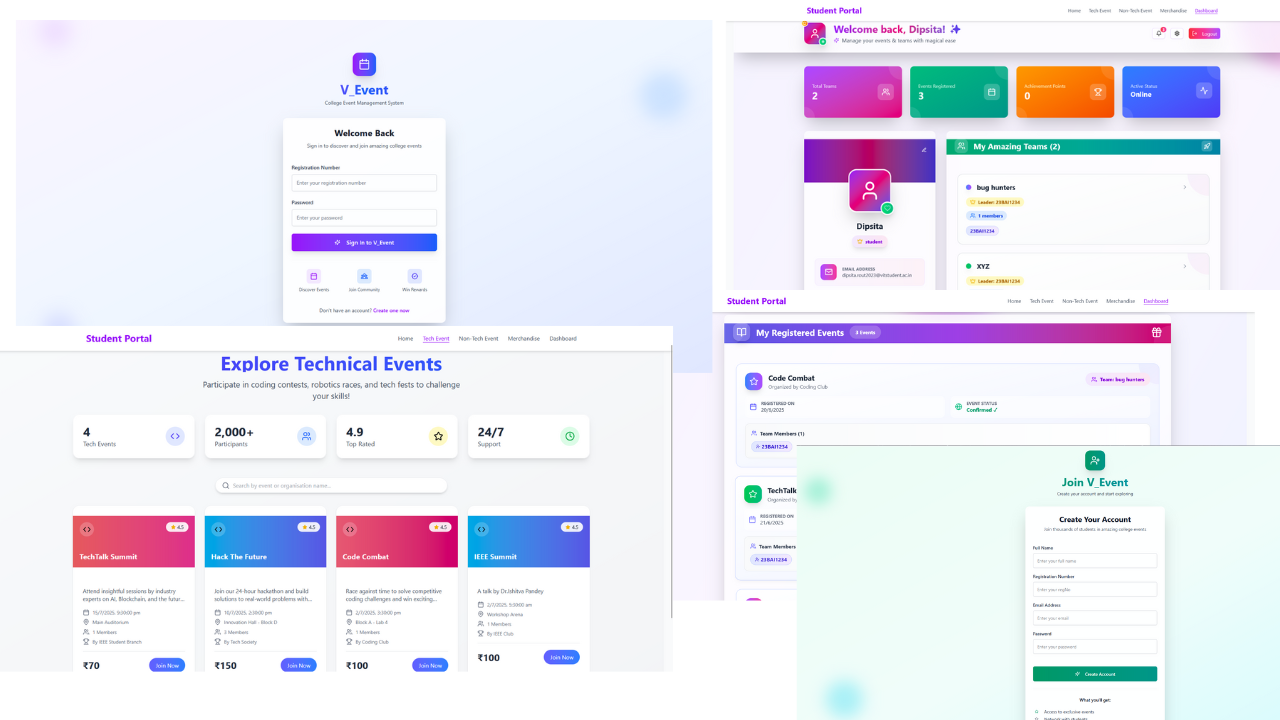 V_Event
College Event Management System
Welcome Back
Sign in to discover and join amazing college events
Registration Number
Enter your registration number
Password
Enter your password
Sign in to V_Event
Discover Events
Join Community
Win Rewards
Don't have an account? Create one now
Student Portal
Home
Tech Event
Non-Tech Event
Merchandise
Dashboard
Welcome back, Dipsita!
Manage your events & teams with magical ease
Logout
Total Teams
2
Events Registered
3
Achievement Points
0
Active Status
Online
Dipsita
student
EMAIL ADDRESS
dipsita.rout2023@vitstudent.ac.in
My Amazing Teams (2)
bug hunters
Leader: 23BAI1234
1 members
23BAI1234
XYZ
Leader: 23BAI1234
Student Portal
Home
Tech Event
Non-Tech Event
Merchandise
Dashboard
Explore Technical Events
Participate in coding contests, robotics races, and tech fests to challenge
your skills!
4
Tech Events
2,000+
Participants
4.9
Top Rated
24/7
Support
Search by event or organisation name...
4.5
TechTalk Summit
Attend insightful sessions by industry
experts on AI, Blockchain, and the futur...
15/7/2025, 3:30:00 pm
Main Auditorium
1 Members
By IEEE Student Branch
₹70
Join Now
4.5
Hack The Future
Join our 24-hour hackathon and build
solutions to real-world problems with...
10/7/2025, 2:30:00 pm
Innovation Hall - Block D
3 Members
By Tech Society
₹150
Join Now
4.5
Code Combat
Race against time to solve competitive
coding challenges and win exciting...
2/7/2025, 3:30:00 pm
Block A - Lab 4
1 Members
By Coding Club
₹100
Join Now
4.5
IEEE Summit
A talk by Dr.Ishitva Pandey
2/7/2025, 5:30:00 am
Workshop Arena
1 Members
By IEEE Club
₹100
Join Now
Student Portal
Home
Tech Event
Non-Tech Event
Merchandise
Dashboard
My Registered Events
3 Events
Code Combat
Organized by Coding Club
Team: bug hunters
REGISTERED ON
20/6/2025
EVENT STATUS
Confirmed ✓
Team Members (1)
23BAI1234
TechTalk
Organized by
REGISTERED ON
21/6/2025
Team Members
23BAI1234
Join V_Event
Create your account and start exploring
Create Your Account
Join thousands of students in amazing college events
Full Name
Enter your full name
Registration Number
Enter your regNo
Email Address
Enter your email
Password
Enter your password
Create Account
What you'll get:
Access to exclusive events
Network with students